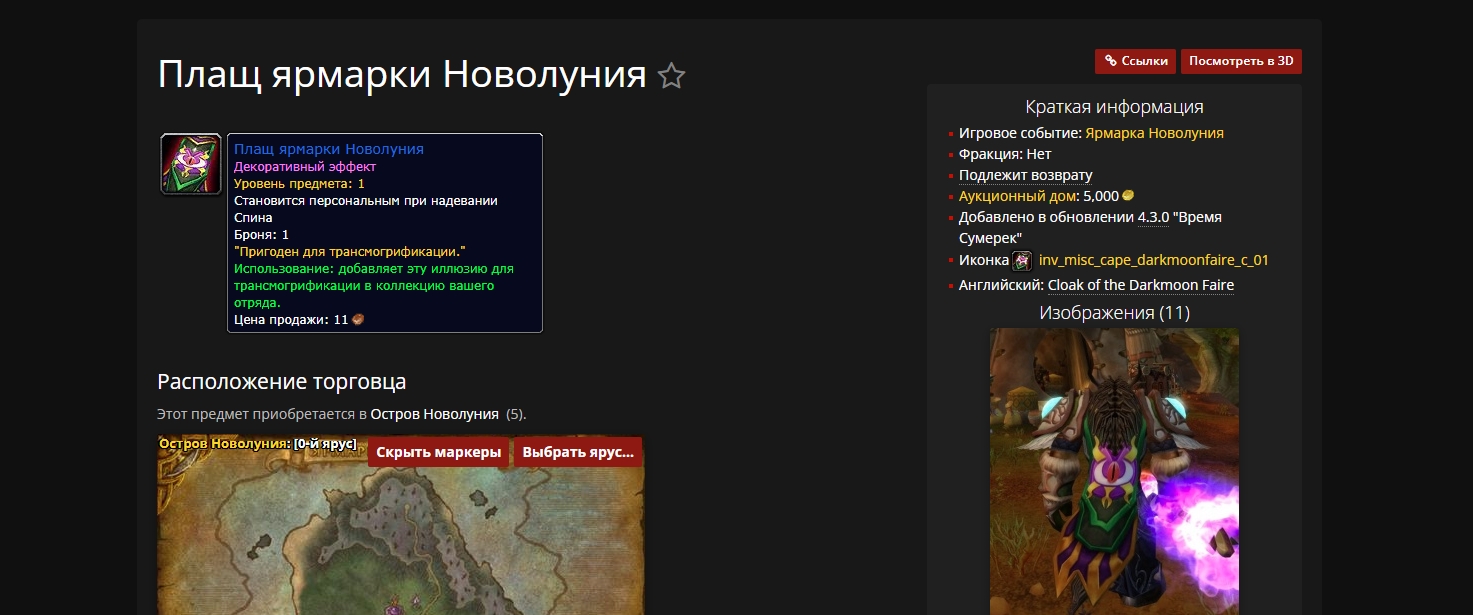 Плащ ярмарки Новолуния
Ссылки
Посмотреть в 3D
Плащ ярмарки Новолуния
Декоративный эффект
Уровень предмета: 1
Становится персональным при надевании
Спина
Броня: 1
"Пригоден для трансмогрификации."
Использование: добавляет эту иллюзию для
трансмогрификации в коллекцию вашего
отряда.
Цена продажи: 11
Расположение торговца
Этот предмет приобретается в Остров Новолуния (5).
Остров Новолуния: [0-й ярус]
Скрыть маркеры
Выбрать ярус...
Краткая информация
Игровое событие: Ярмарка Новолуния
Фракция: Нет
Подлежит возврату
Аукционный дом: 5,000
Добавлено в обновлении 4.3.0 "Время
Сумерек"
Иконка inv_misc_cape_darkmoonfaire_c_01
Английский: Cloak of the Darkmoon Faire
Изображения (11)